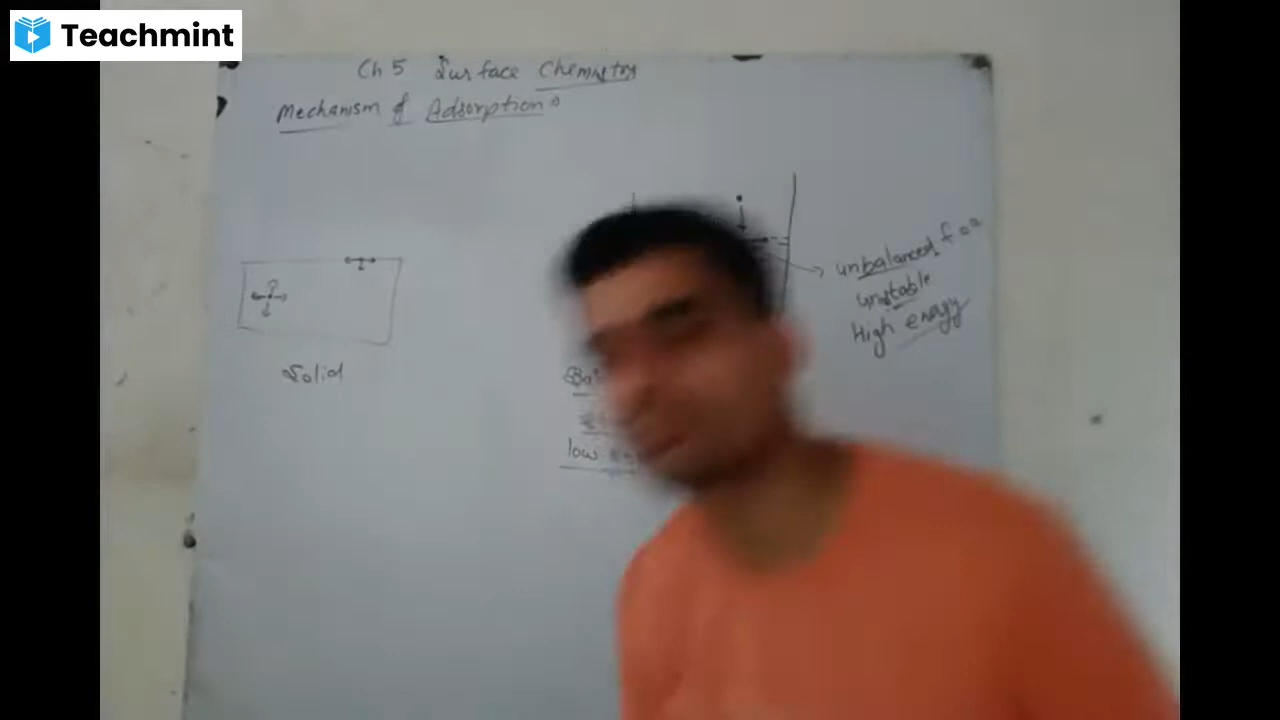 Teachmint
Ch 5 Surface Chemistry
Mechanism of Adsorption
unbalanced
unstable
High energy
Solid
low